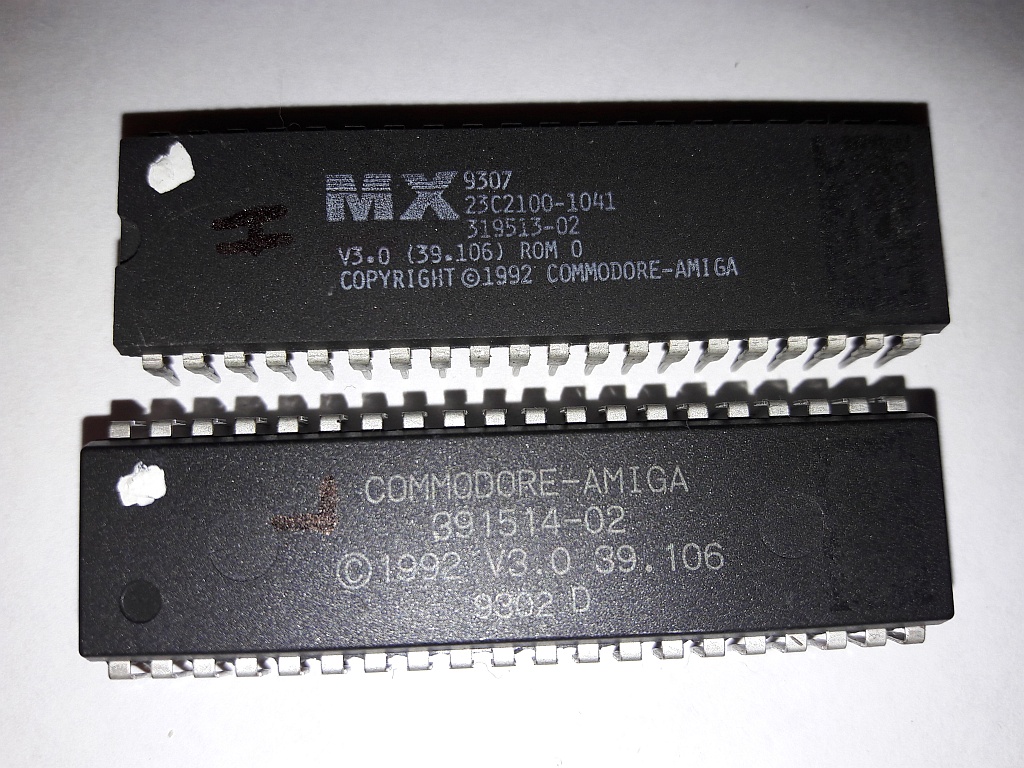 MX 9307
23C2100-1041
319513-02
V3.0 (39.106) ROM 0
COPYRIGHT ©1992 COMMODORE-AMIGA
H
COMMODORE-AMIGA
391514-02
©1992 V3.0 39.106
9302 D
L